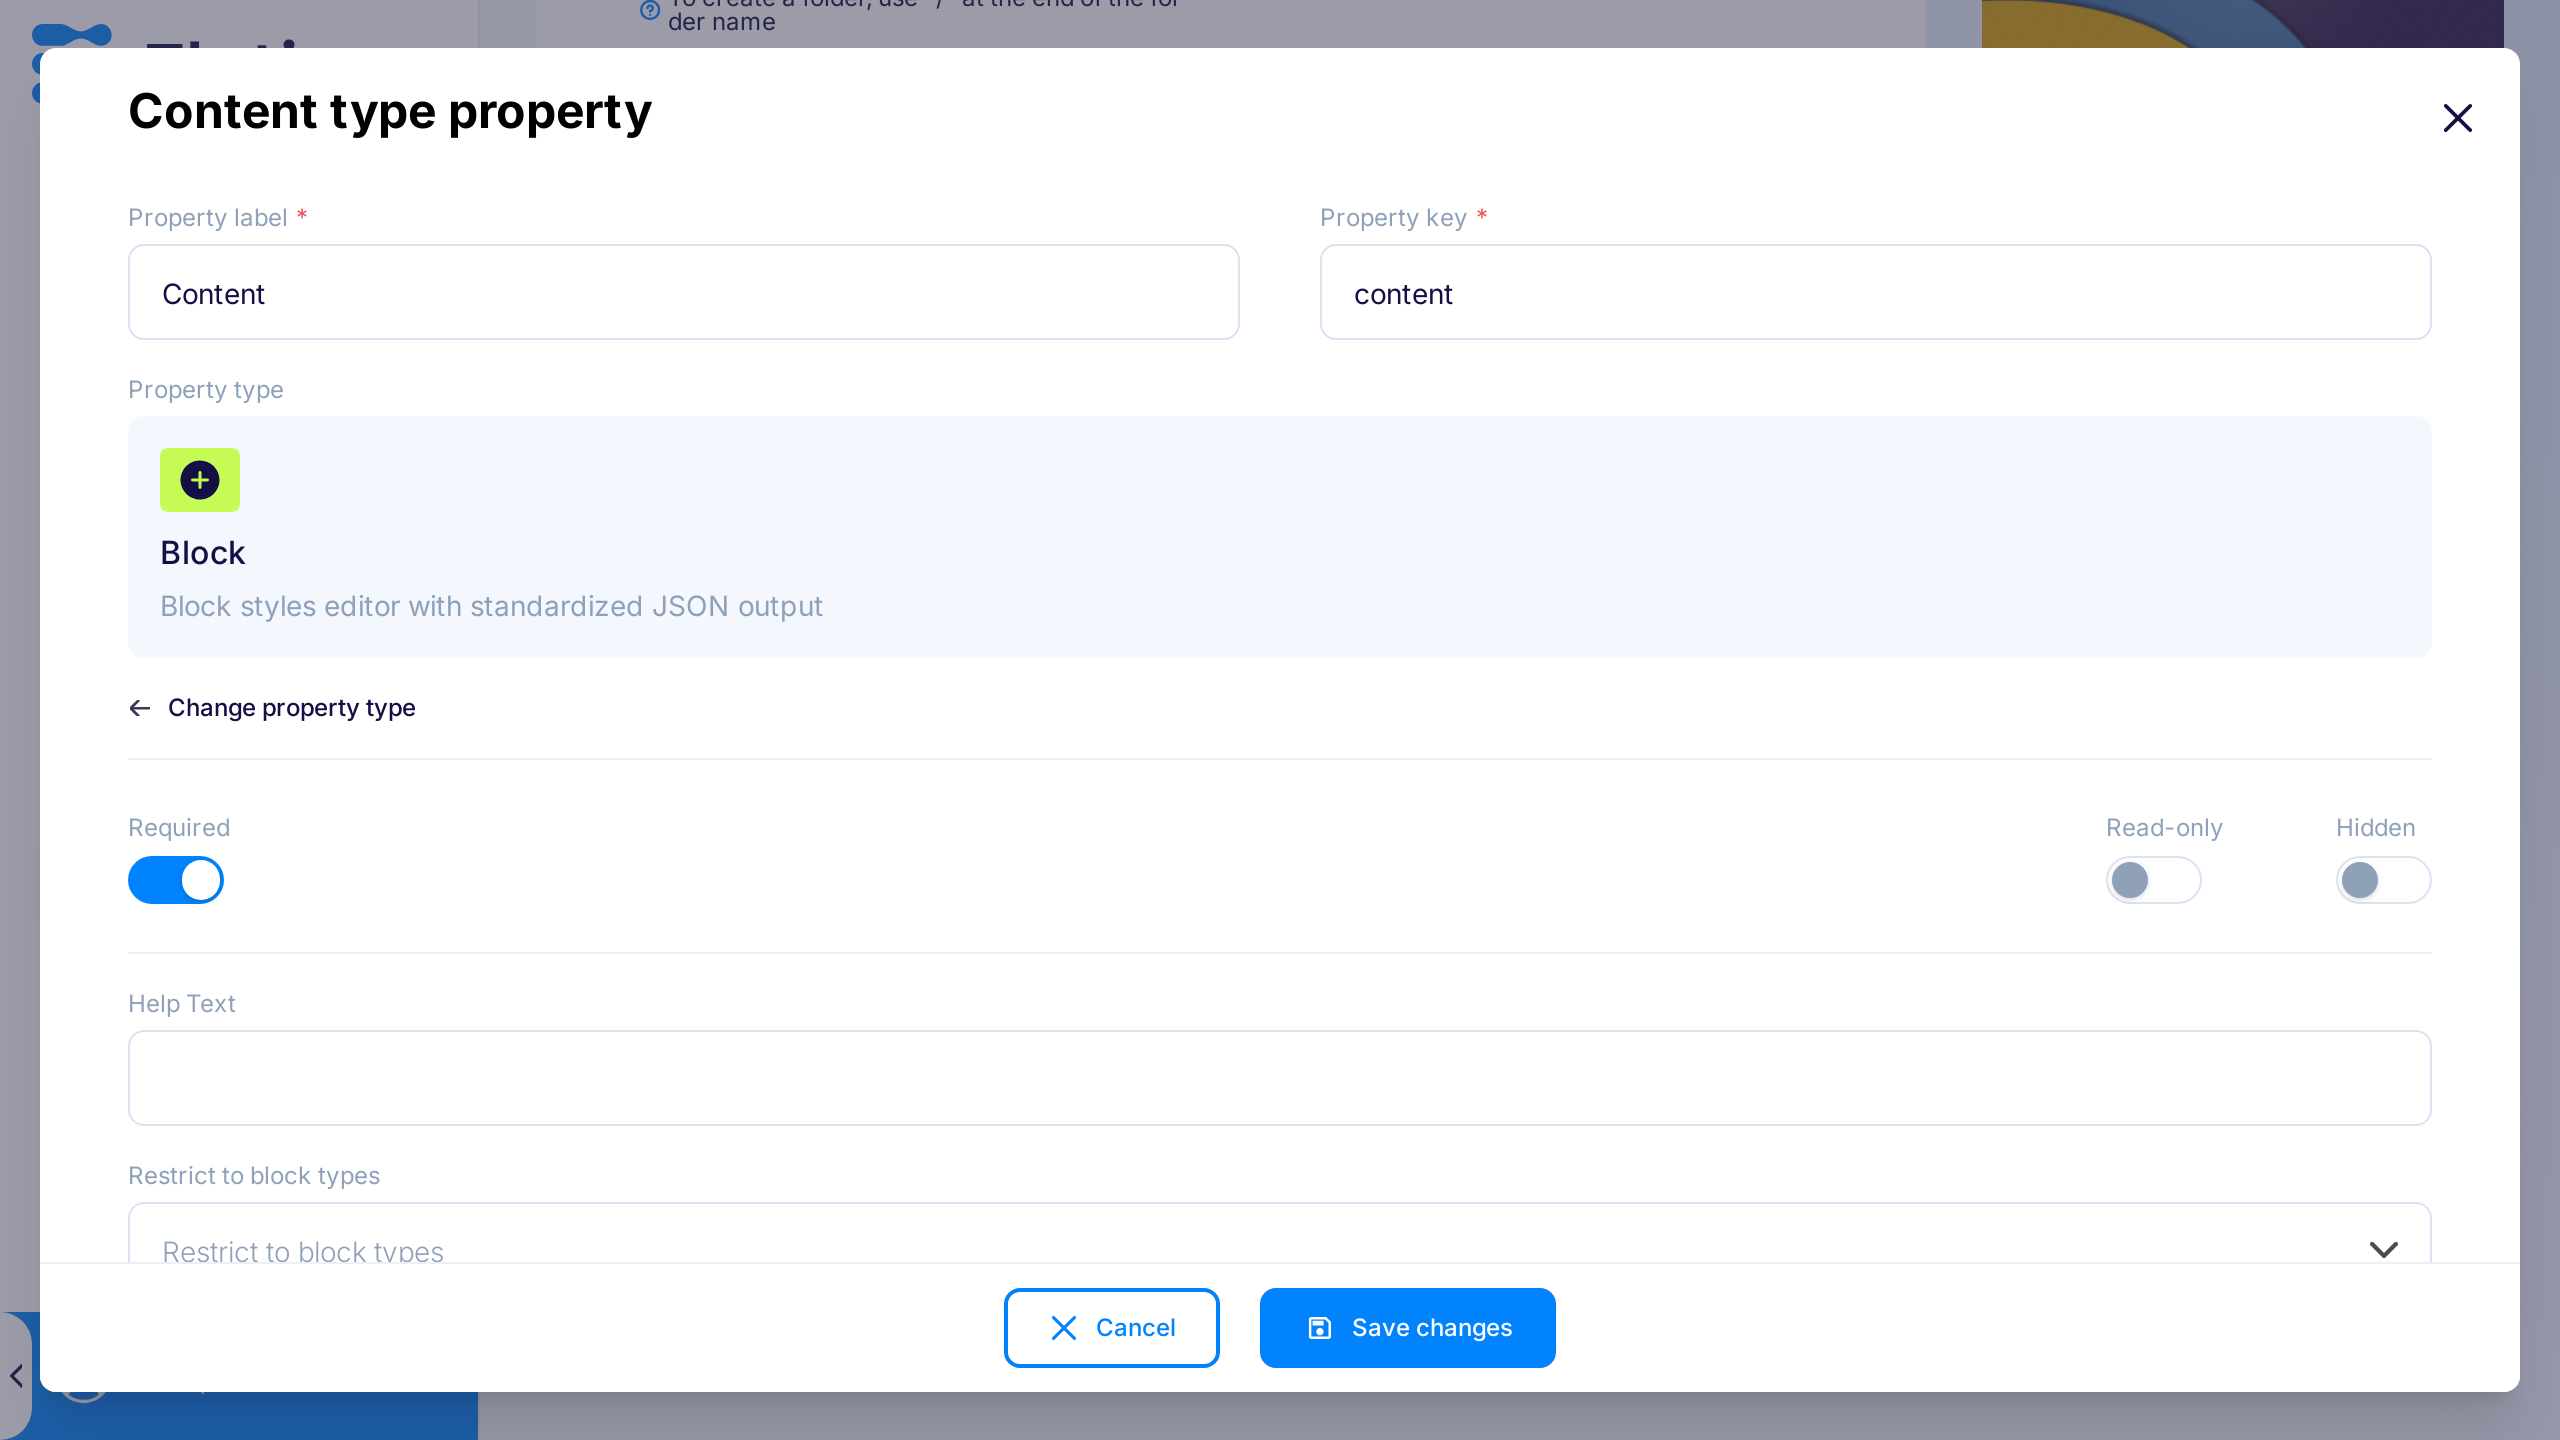 der name
Content type property
Property label *
Property key *
Content
content
Property type
Block
Block styles editor with standardized JSON output
Change property type
Required
Read-only
Hidden
Help Text
Restrict to block types
Restrict to block types
Cancel
Save changes